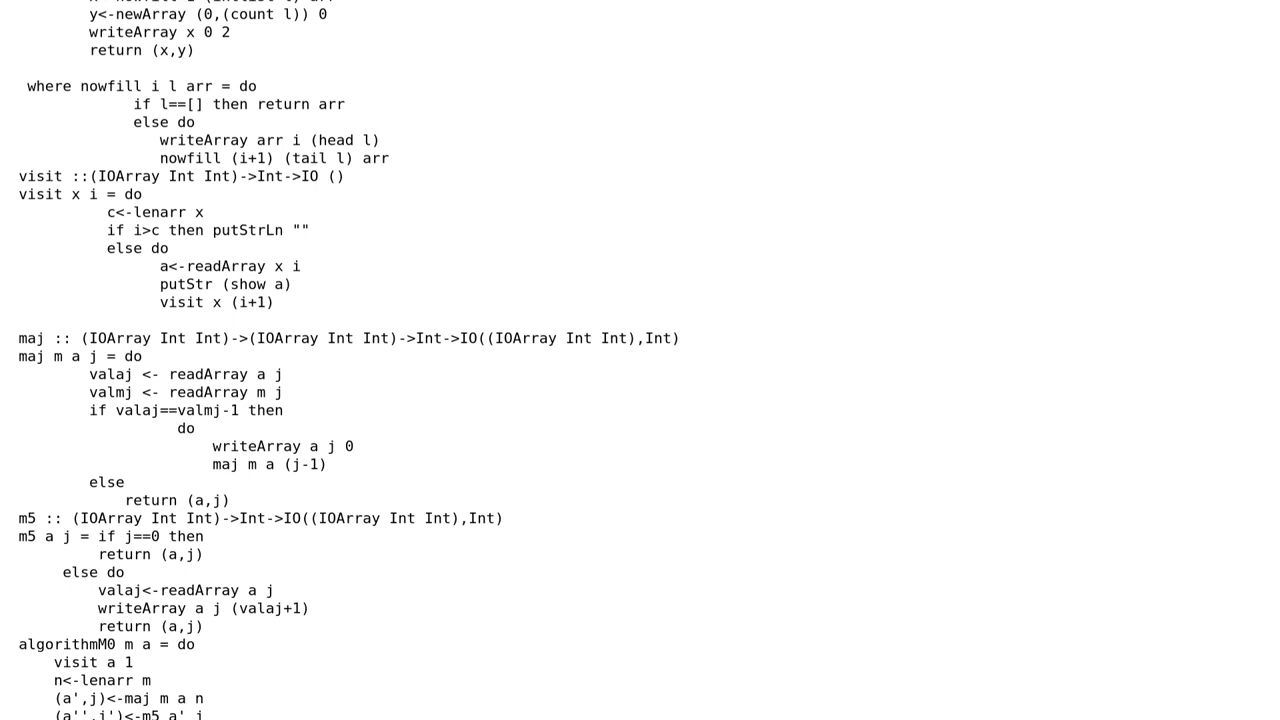 y<-newArray (0,(count l)) 0
writeArray x 0 2
return (x,y)
where nowfill i l arr = do
if l==[] then return arr
else do
writeArray arr i (head l)
nowfill (i+1) (tail l) arr
visit ::(IOArray Int Int)->Int->IO ()
visit x i = do
c<-lenarr x
if i>c then putStrLn ""
else do
a<-readArray x i
putStr (show a)
visit x (i+1)
maj :: (IOArray Int Int)->(IOArray Int Int)->Int->IO((IOArray Int Int),Int)
maj m a j = do
valaj <- readArray a j
valmj <- readArray m j
if valaj==valmj-1 then
do
writeArray a j 0
maj m a (j-1)
else
return (a,j)
m5 :: (IOArray Int Int)->Int->IO((IOArray Int Int),Int)
m5 a j = if j==0 then
return (a,j)
else do
valaj<-readArray a j
writeArray a j (valaj+1)
return (a,j)
algorithmM0 m a = do
visit a 1
n<-lenarr m
(a',j)<-maj m a n
(a'',j')<-m5 a' j